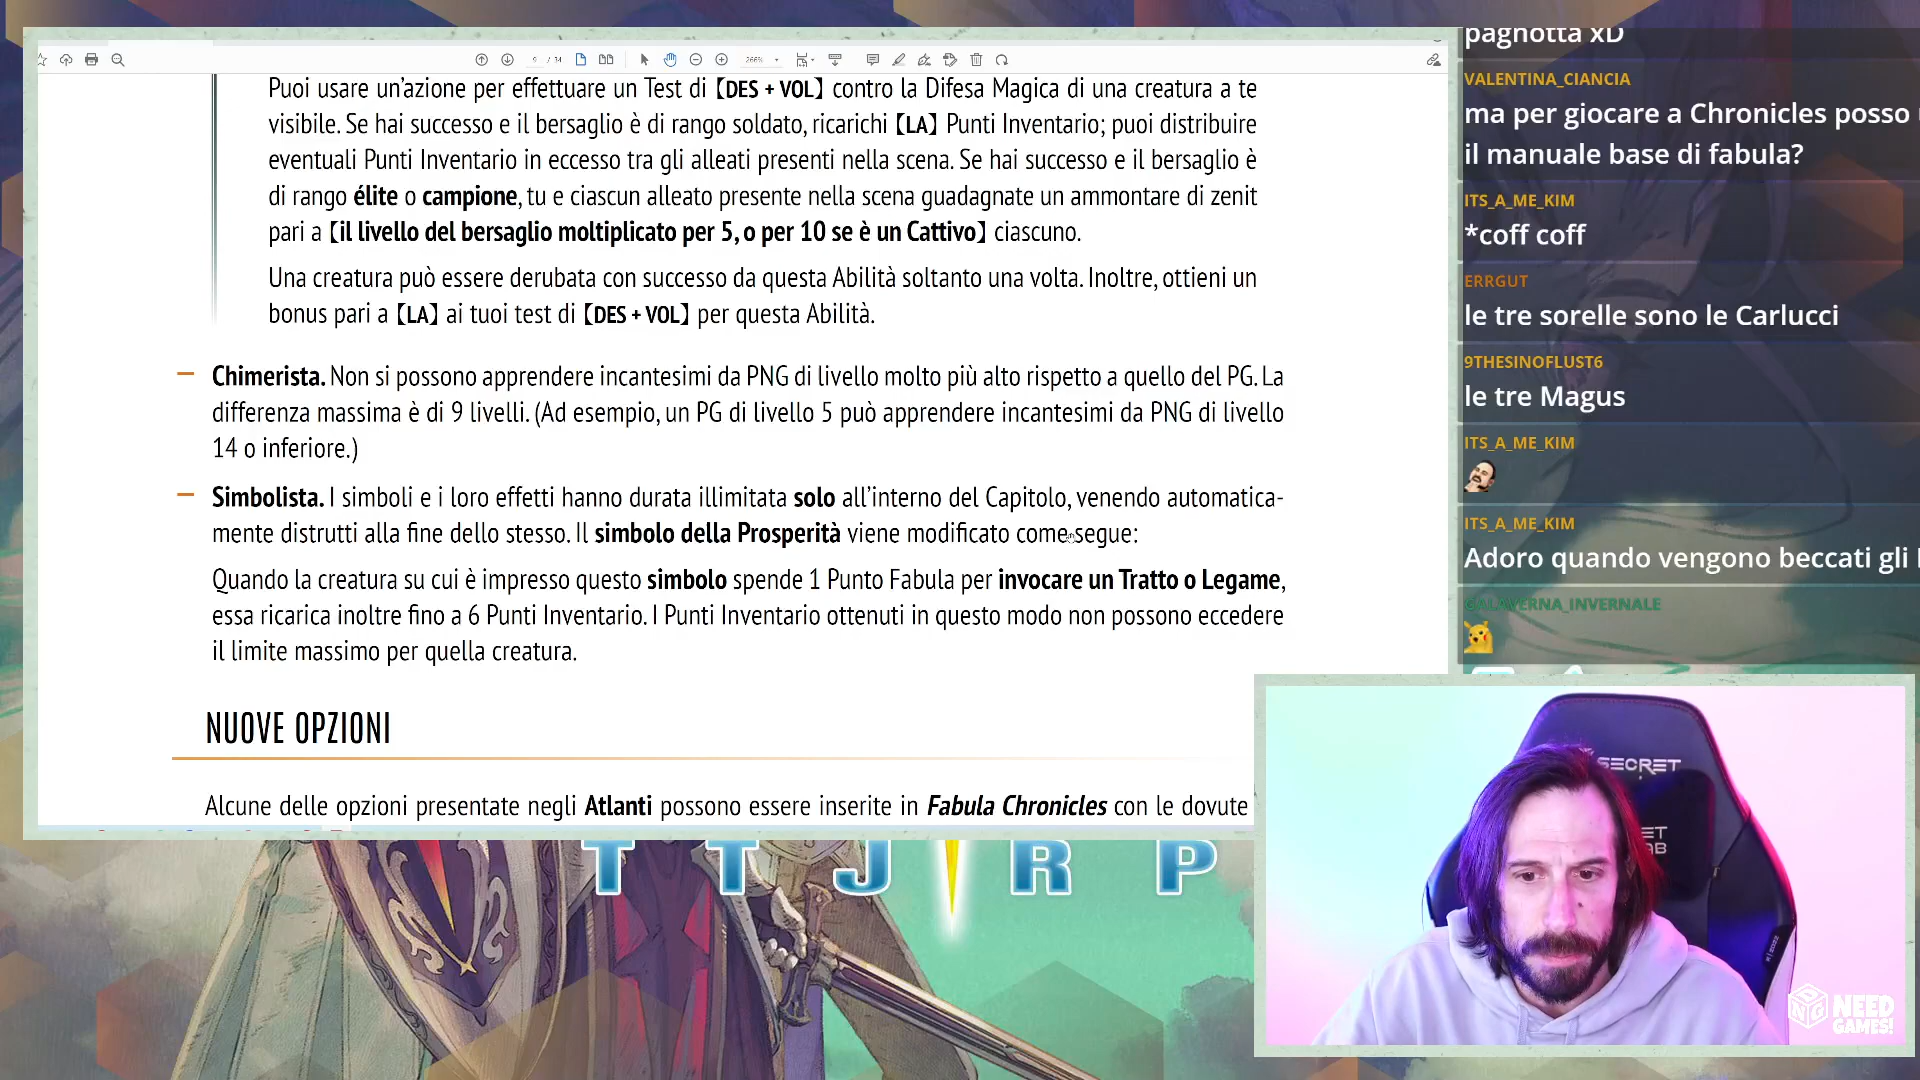 9 / 34
266%
Puoi usare un'azione per effettuare un Test di【DES + VOL】contro la Difesa Magica di una creatura a te
visibile. Se hai successo e il bersaglio è di rango soldato, ricarichi【LA】Punti Inventario; puoi distribuire
eventuali Punti Inventario in eccesso tra gli alleati presenti nella scena. Se hai successo e il bersaglio è
di rango élite o campione, tu e ciascun alleato presente nella scena guadagnate un ammontare di zenit
pari a【il livello del bersaglio moltiplicato per 5, o per 10 se è un Cattivo】ciascuno.
Una creatura può essere derubata con successo da questa Abilità soltanto una volta. Inoltre, ottieni un
bonus pari a【LA】ai tuoi test di【DES + VOL】per questa Abilità.
– Chimerista. Non si possono apprendere incantesimi da PNG di livello molto più alto rispetto a quello del PG. La
differenza massima è di 9 livelli. (Ad esempio, un PG di livello 5 può apprendere incantesimi da PNG di livello
14 o inferiore.)
– Simbolista. I simboli e i loro effetti hanno durata illimitata solo all'interno del Capitolo, venendo automatica-
mente distrutti alla fine dello stesso. Il simbolo della Prosperità viene modificato come segue:
Quando la creatura su cui è impresso questo simbolo spende 1 Punto Fabula per invocare un Tratto o Legame,
essa ricarica inoltre fino a 6 Punti Inventario. I Punti Inventario ottenuti in questo modo non possono eccedere
il limite massimo per quella creatura.
NUOVE OPZIONI
Alcune delle opzioni presentate negli Atlanti possono essere inserite in Fabula Chronicles con le dovute
pagnotta xD
VALENTINA_CIANCIA
ma per giocare a Chronicles posso
il manuale base di fabula?
ITS_A_ME_KIM
*coff coff
ERRGUT
le tre sorelle sono le Carlucci
9THESINOFLUST6
le tre Magus
ITS_A_ME_KIM
ITS_A_ME_KIM
Adoro quando vengono beccati gli
GALAVERNA_INVERNALE
TTJRP
SECRET
NEED
GAMES!